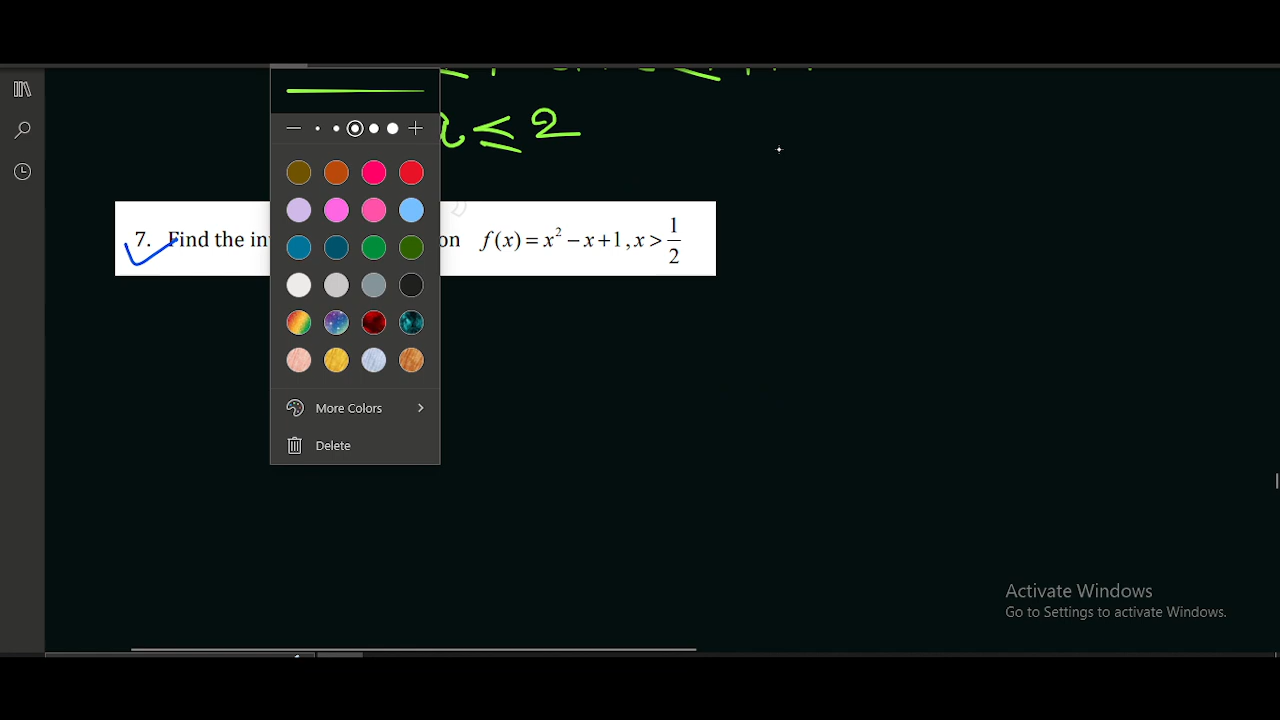 ≤ 2
7. Find the in on f(x) = x² − x + 1, x > 1/2
More Colors
Delete
Activate Windows
Go to Settings to activate Windows.